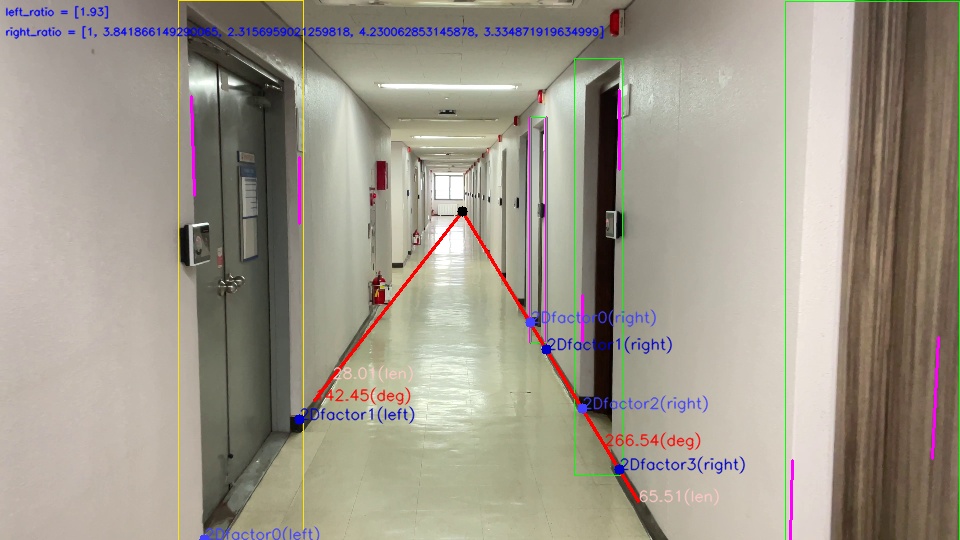 left_ratio = [1.93]
right_ratio = [1, 3.841866149290065, 2.3156959021259818, 4.230062853145878, 3.334871919634999]
2Dfactor0(right)
2Dfactor1(right)
28.01(len)
142.45(deg)
2Dfactor2(right)
2Dfactor1(left)
266.54(deg)
2Dfactor3(right)
65.51(len)
2Dfactor0(left)